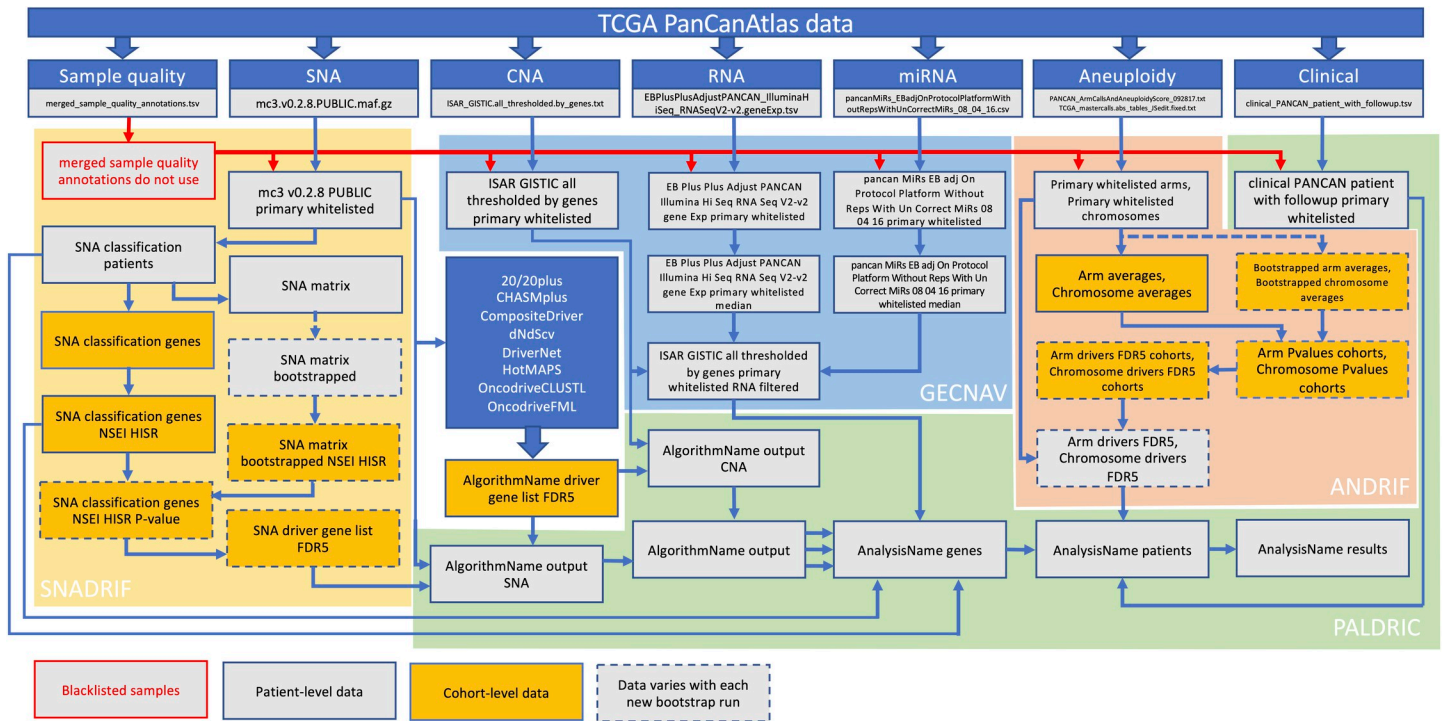 TCGA PanCanAtlas data
Sample quality
merged_sample_quality_annotations.tsv
SNA
mc3.v0.2.8.PUBLIC.maf.gz
CNA
ISAR_GISTIC.all_thresholded.by_genes.txt
RNA
EBPlusPlusAdjustPANCAN_IlluminaH
iSeq_RNASeqV2-v2.geneExp.tsv
miRNA
pancanMiRs_EBadjOnProtocolPlatformWith
outRepsWithUnCorrectMiRs_08_04_16.csv
Aneuploidy
PANCAN_ArmCallsAndAneuploidyScore_092817.txt
TCGA_mastercalls.abs_tables_JSedit.fixed.txt
Clinical
clinical_PANCAN_patient_with_followup.tsv
merged sample quality
annotations do not use
mc3 v0.2.8 PUBLIC
primary whitelisted
ISAR GISTIC all
thresholded by genes
primary whitelisted
EB Plus Plus Adjust PANCAN
Illumina Hi Seq RNA Seq V2-v2
gene Exp primary whitelisted
pancan MiRs EB adj On
Protocol Platform Without
Reps With Un Correct MiRs 08
04 16 primary whitelisted
Primary whitelisted arms,
Primary whitelisted
chromosomes
clinical PANCAN patient
with followup primary
whitelisted
SNA classification
patients
SNA matrix
20/20plus
CHASMplus
CompositeDriver
dNdScv
DriverNet
HotMAPS
OncodriveCLUSTL
OncodriveFML
EB Plus Plus Adjust PANCAN
Illumina Hi Seq RNA Seq V2-v2
gene Exp primary whitelisted
median
pancan MiRs EB adj On Protocol
Platform Without Reps With Un
Correct MiRs 08 04 16 primary
whitelisted median
Arm averages,
Chromosome averages
Bootstrapped arm averages,
Bootstrapped chromosome
averages
SNA classification genes
SNA matrix
bootstrapped
ISAR GISTIC all thresholded
by genes primary
whitelisted RNA filtered
GECNAV
Arm drivers FDR5 cohorts,
Chromosome drivers FDR5
cohorts
Arm Pvalues cohorts,
Chromosome Pvalues
cohorts
SNA classification genes
NSEI HISR
SNA matrix
bootstrapped NSEI HISR
AlgorithmName output
CNA
Arm drivers FDR5,
Chromosome drivers
FDR5
ANDRIF
SNA classification genes
NSEI HISR P-value
AlgorithmName driver
gene list FDR5
SNA driver gene list
FDR5
SNADRIF
AlgorithmName output
SNA
AlgorithmName output
AnalysisName genes
AnalysisName patients
AnalysisName results
PALDRIC
Blacklisted samples
Patient-level data
Cohort-level data
Data varies with each
new bootstrap run